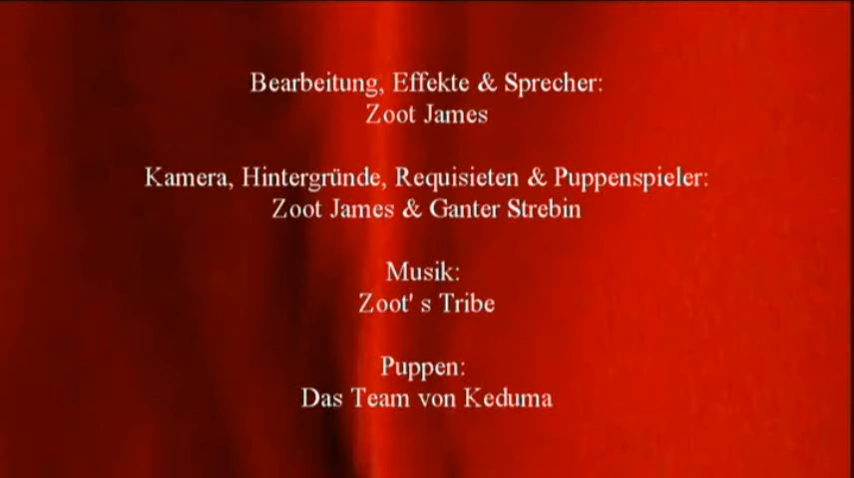 Bearbeitung, Effekte & Sprecher:
Zoot James
Kamera, Hintergründe, Requisieten & Puppenspieler:
Zoot James & Ganter Strebin
Musik:
Zoot' s Tribe
Puppen:
Das Team von Keduma